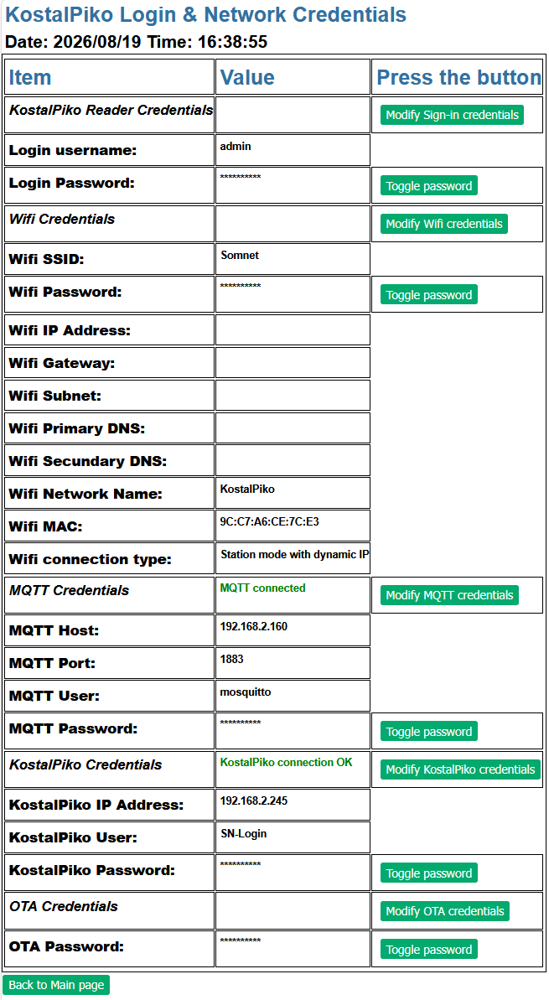 KostalPiko Login & Network Credentials
Date: 2026/08/19 Time: 16:38:55
Item Value Press the button
KostalPiko Reader Credentials Modify Sign-in credentials
Login username: admin
Login Password: ********** Toggle password
Wifi Credentials Modify Wifi credentials
Wifi SSID: Somnet
Wifi Password: ********** Toggle password
Wifi IP Address:
Wifi Gateway:
Wifi Subnet:
Wifi Primary DNS:
Wifi Secundary DNS:
Wifi Network Name: KostalPiko
Wifi MAC: 9C:C7:A6:CE:7C:E3
Wifi connection type: Station mode with dynamic IP
MQTT Credentials MQTT connected Modify MQTT credentials
MQTT Host: 192.168.2.160
MQTT Port: 1883
MQTT User: mosquitto
MQTT Password: ********** Toggle password
KostalPiko Credentials KostalPiko connection OK Modify KostalPiko credentials
KostalPiko IP Address: 192.168.2.245
KostalPiko User: SN-Login
KostalPiko Password: ********** Toggle password
OTA Credentials Modify OTA credentials
OTA Password: ********** Toggle password
Back to Main page